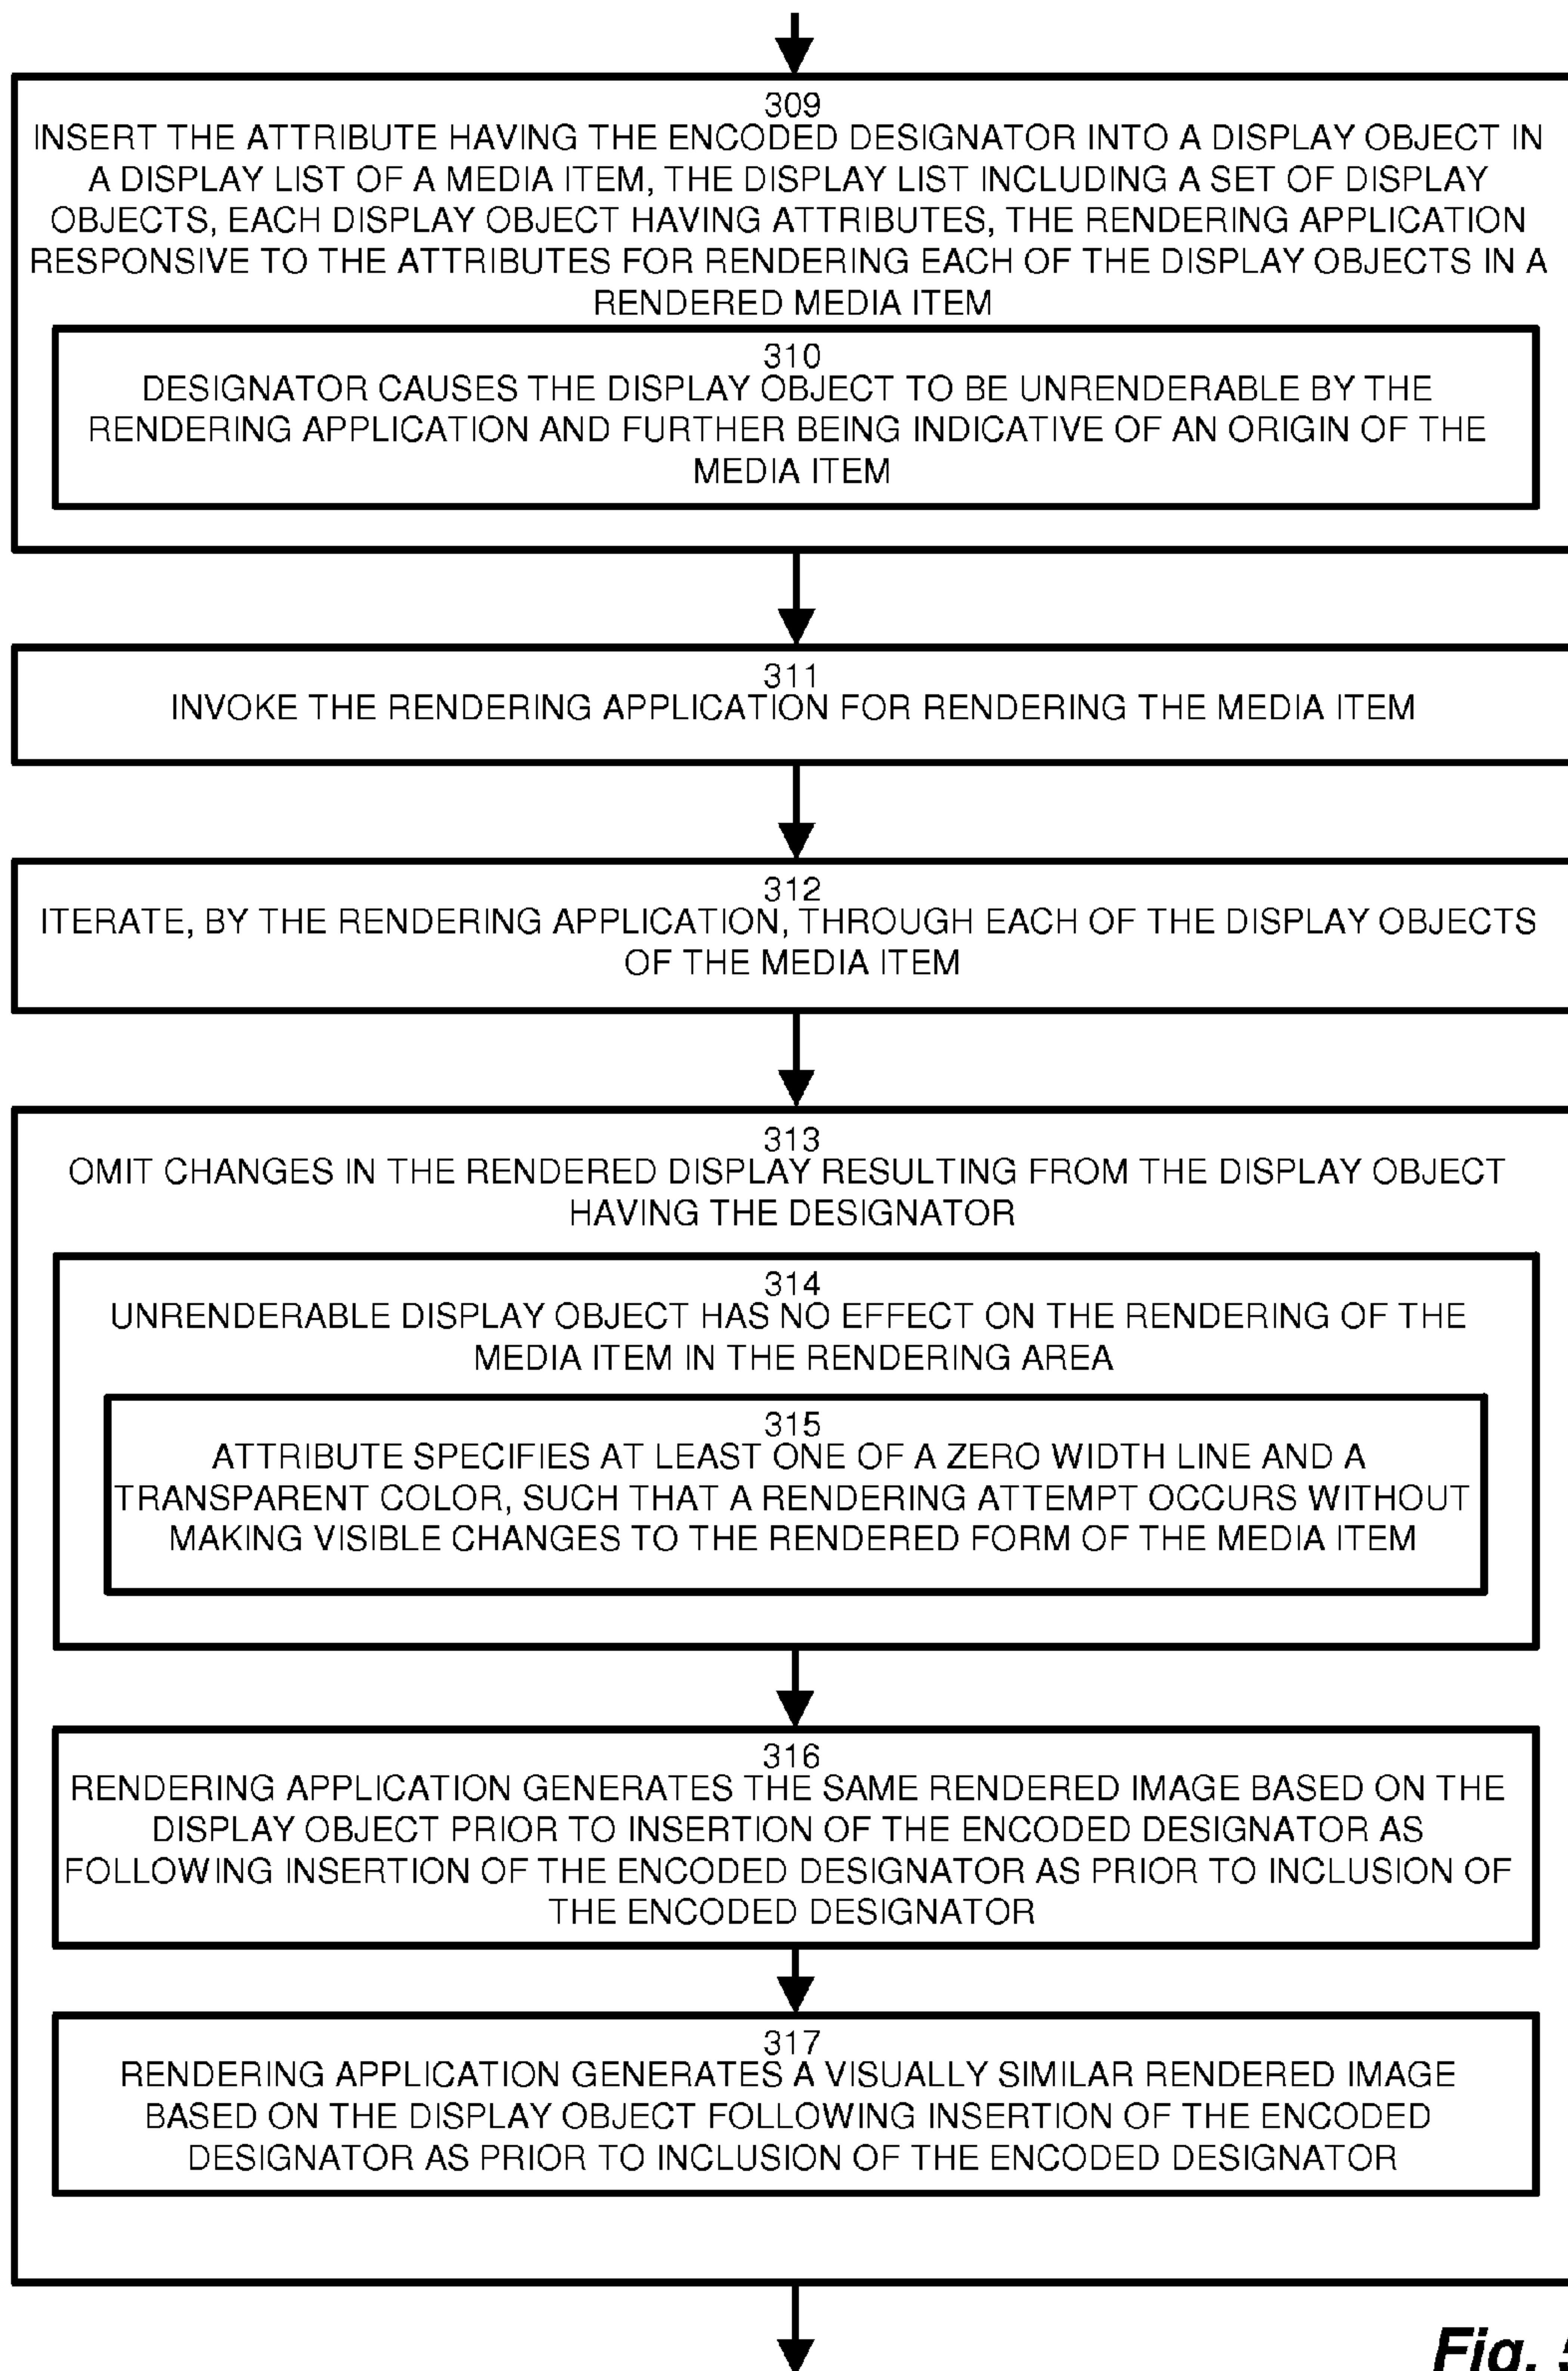 309
INSERT THE ATTRIBUTE HAVING THE ENCODED DESIGNATOR INTO A DISPLAY OBJECT IN
A DISPLAY LIST OF A MEDIA ITEM, THE DISPLAY LIST INCLUDING A SET OF DISPLAY
OBJECTS, EACH DISPLAY OBJECT HAVING ATTRIBUTES, THE RENDERING APPLICATION
RESPONSIVE TO THE ATTRIBUTES FOR RENDERING EACH OF THE DISPLAY OBJECTS IN A
RENDERED MEDIA ITEM
310
DESIGNATOR CAUSES THE DISPLAY OBJECT TO BE UNRENDERABLE BY THE
RENDERING APPLICATION AND FURTHER BEING INDICATIVE OF AN ORIGIN OF THE
MEDIA ITEM
311
INVOKE THE RENDERING APPLICATION FOR RENDERING THE MEDIA ITEM
312
ITERATE, BY THE RENDERING APPLICATION, THROUGH EACH OF THE DISPLAY OBJECTS
OF THE MEDIA ITEM
313
OMIT CHANGES IN THE RENDERED DISPLAY RESULTING FROM THE DISPLAY OBJECT
HAVING THE DESIGNATOR
314
UNRENDERABLE DISPLAY OBJECT HAS NO EFFECT ON THE RENDERING OF THE
MEDIA ITEM IN THE RENDERING AREA
315
ATTRIBUTE SPECIFIES AT LEAST ONE OF A ZERO WIDTH LINE AND A
TRANSPARENT COLOR, SUCH THAT A RENDERING ATTEMPT OCCURS WITHOUT
MAKING VISIBLE CHANGES TO THE RENDERED FORM OF THE MEDIA ITEM
316
RENDERING APPLICATION GENERATES THE SAME RENDERED IMAGE BASED ON THE
DISPLAY OBJECT PRIOR TO INSERTION OF THE ENCODED DESIGNATOR AS
FOLLOWING INSERTION OF THE ENCODED DESIGNATOR AS PRIOR TO INCLUSION OF
THE ENCODED DESIGNATOR
317
RENDERING APPLICATION GENERATES A VISUALLY SIMILAR RENDERED IMAGE
BASED ON THE DISPLAY OBJECT FOLLOWING INSERTION OF THE ENCODED
DESIGNATOR AS PRIOR TO INCLUSION OF THE ENCODED DESIGNATOR
Fig.